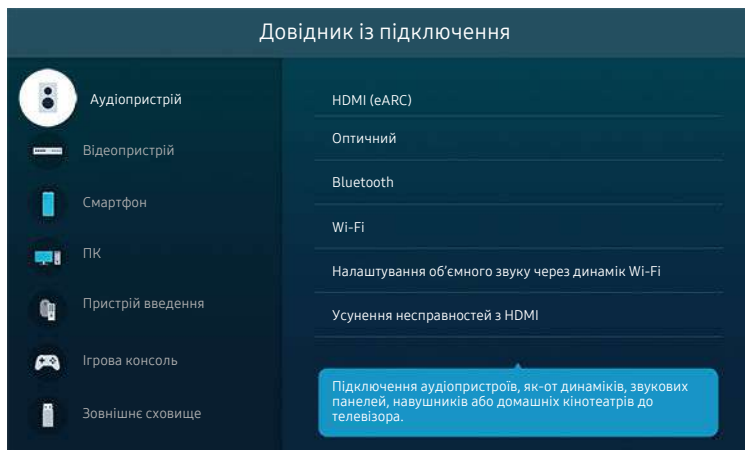 Довідник із підключення
Аудіопристрій
Відеопристрій
Смартфон
ПК
Пристрій введення
Ігрова консоль
Зовнішнє сховище
HDMI (eARC)
Оптичний
Bluetooth
Wi-Fi
Налаштування об’ємного звуку через динамік Wi-Fi
Усунення несправностей з HDMI
Підключення аудіопристроїв, як-от динаміків, звукових
панелей, навушників або домашніх кінотеатрів до
телевізора.